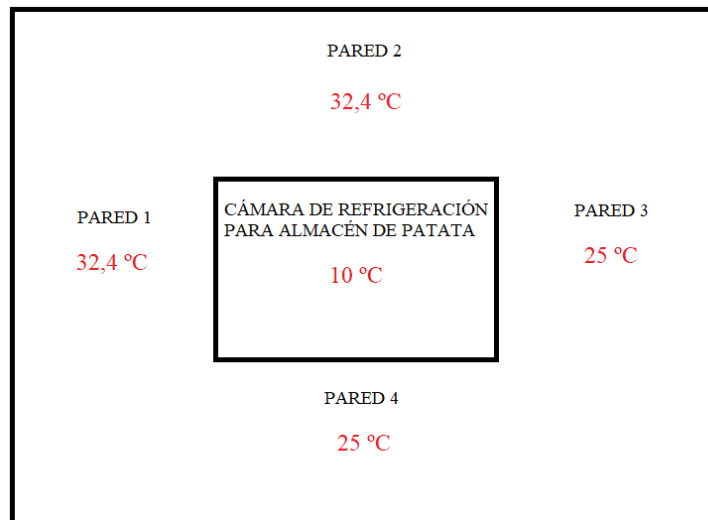 PARED 2
32,4 ºC
PARED 1
32,4 ºC
CÁMARA DE REFRIGERACIÓN
PARA ALMACÉN DE PATATA
10 ºC
PARED 3
25 ºC
PARED 4
25 ºC